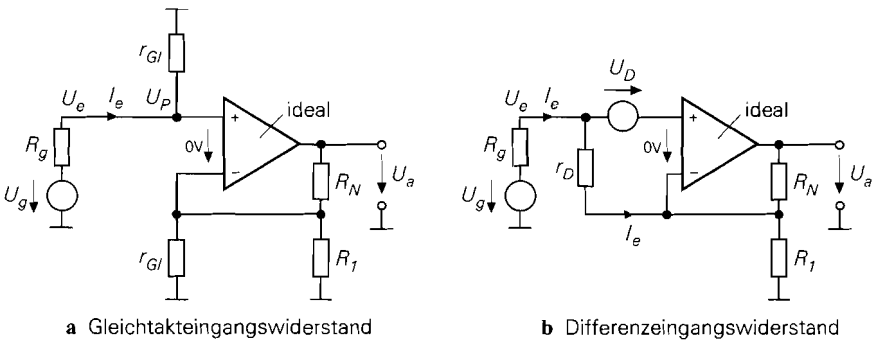 r_Gl
U_e
I_e
U_P
R_g
U_g
0V
+
−
ideal
R_N
U_a
r_Gl
R_1
a Gleichtakteingangswiderstand
U_D
U_e
I_e
R_g
U_g
r_D
0V
+
−
ideal
R_N
U_a
I_e
R_1
b Differenzeingangswiderstand